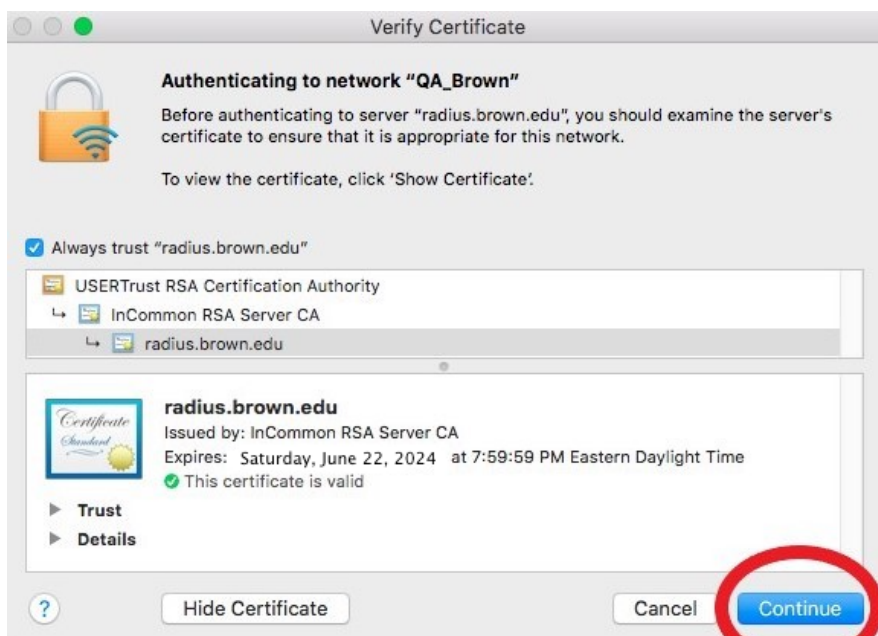 Verify Certificate
Authenticating to network “QA_Brown”
Before authenticating to server “radius.brown.edu”, you should examine the server's
certificate to ensure that it is appropriate for this network.
To view the certificate, click ‘Show Certificate’.
Always trust “radius.brown.edu”
USERTrust RSA Certification Authority
InCommon RSA Server CA
radius.brown.edu
Certificate
Standard
radius.brown.edu
Issued by: InCommon RSA Server CA
Expires: Saturday, June 22, 2024 at 7:59:59 PM Eastern Daylight Time
This certificate is valid
Trust
Details
? Hide Certificate Cancel Continue